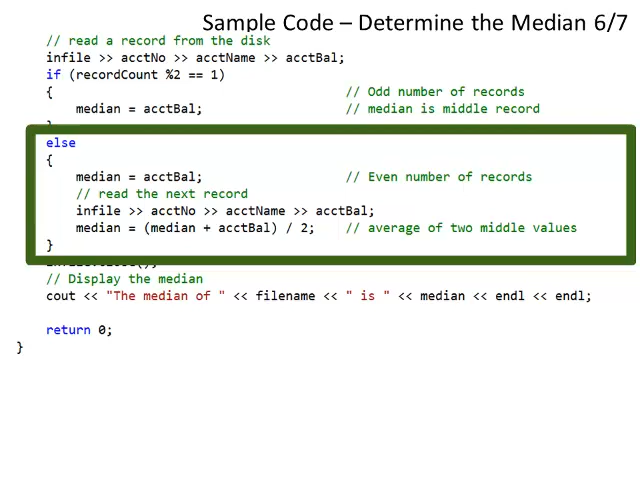 Sample Code – Determine the Median 6/7
// read a record from the disk
infile >> acctNo >> acctName >> acctBal;
if (recordCount %2 == 1)
{ // Odd number of records
median = acctBal; // median is middle record
}
else
{
median = acctBal; // Even number of records
// read the next record
infile >> acctNo >> acctName >> acctBal;
median = (median + acctBal) / 2; // average of two middle values
}
infile.close();
// Display the median
cout << "The median of " << filename << " is " << median << endl << endl;
return 0;
}